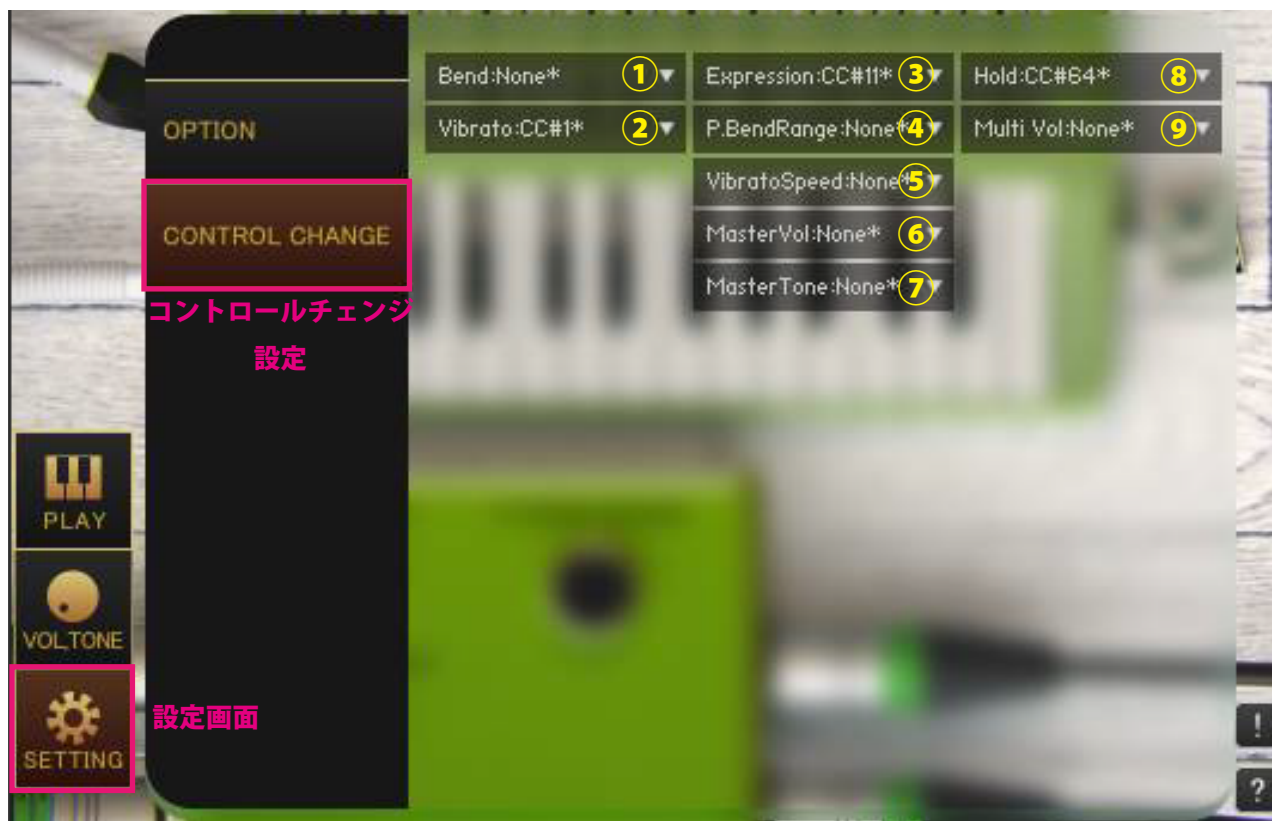 Bend:None* ①▼
Expression:CC#11* ③▼
Hold:CC#64* ⑧▼
OPTION
Vibrato:CC#1* ②▼
P.BendRange:None* ④▼
Multi Vol:None* ⑨▼
VibratoSpeed:None* ⑤▼
CONTROL CHANGE
MasterVol:None* ⑥▼
MasterTone:None* ⑦▼
コントロールチェンジ
設定
PLAY
VOL,TONE
設定画面
SETTING
!
?